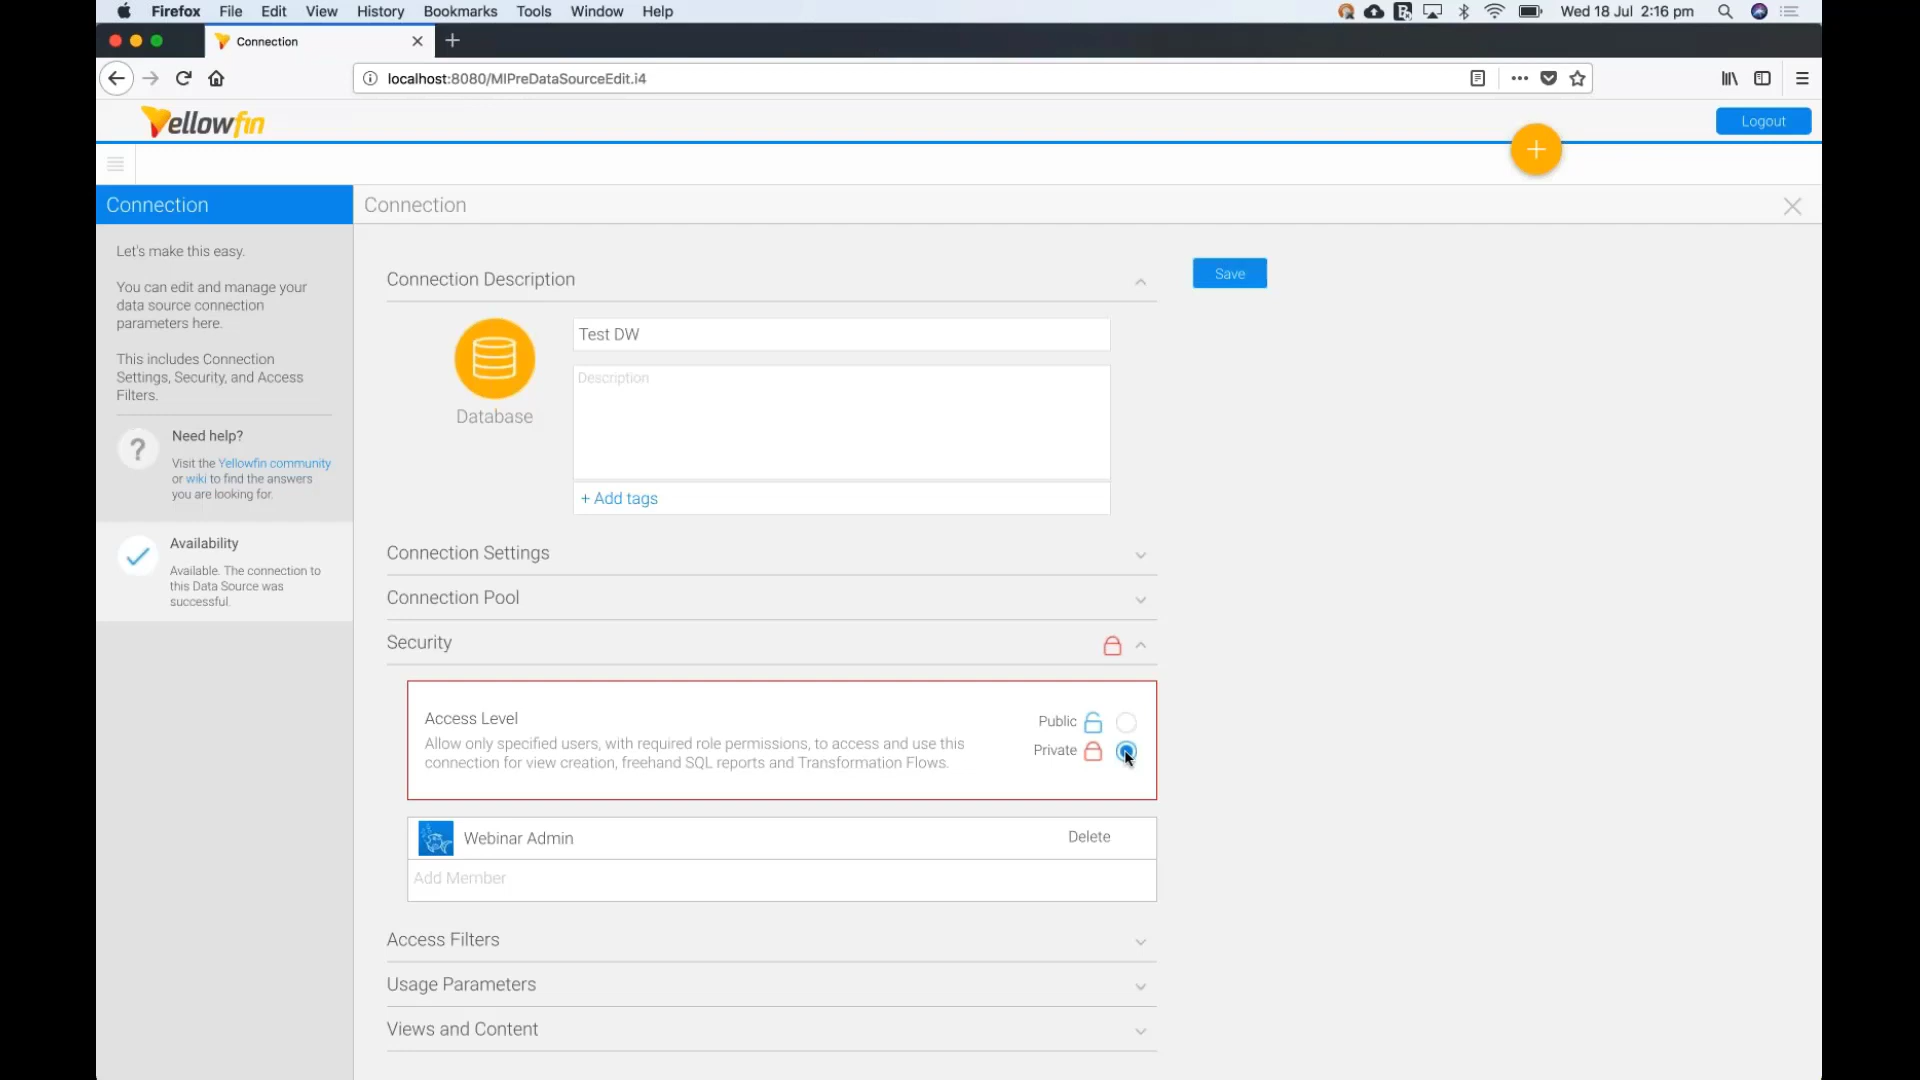 Firefox File Edit View History Bookmarks Tools Window Help
Wed 18 Jul 2:16 pm
Connection
localhost:8080/MIPreDataSourceEdit.i4
Yellowfin
Logout
Connection
Connection
Let's make this easy.
You can edit and manage your
data source connection
parameters here.
This includes Connection
Settings, Security, and Access
Filters.
Need help?
Visit the Yellowfin community
or wiki to find the answers
you are looking for.
Availability
Available. The connection to
this Data Source was
successful.
Connection Description
Save
Test DW
Description
Database
+ Add tags
Connection Settings
Connection Pool
Security
Access Level
Allow only specified users, with required role permissions, to access and use this
connection for view creation, freehand SQL reports and Transformation Flows.
Public
Private
Webinar Admin
Delete
Add Member
Access Filters
Usage Parameters
Views and Content